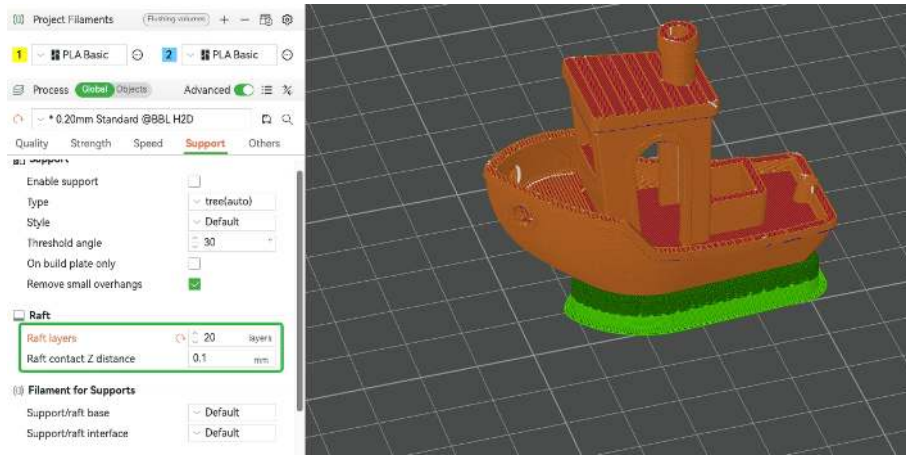 Project Filaments Flushing volumes
1 PLA Basic 2 PLA Basic
Process Global Objects Advanced
* 0.20mm Standard @BBL H2D
Quality Strength Speed Support Others
Support
Enable support
Type tree(auto)
Style Default
Threshold angle 30 °
On build plate only
Remove small overhangs
Raft
Raft layers 20 layers
Raft contact Z distance 0.1 mm
Filament for Supports
Support/raft base Default
Support/raft interface Default